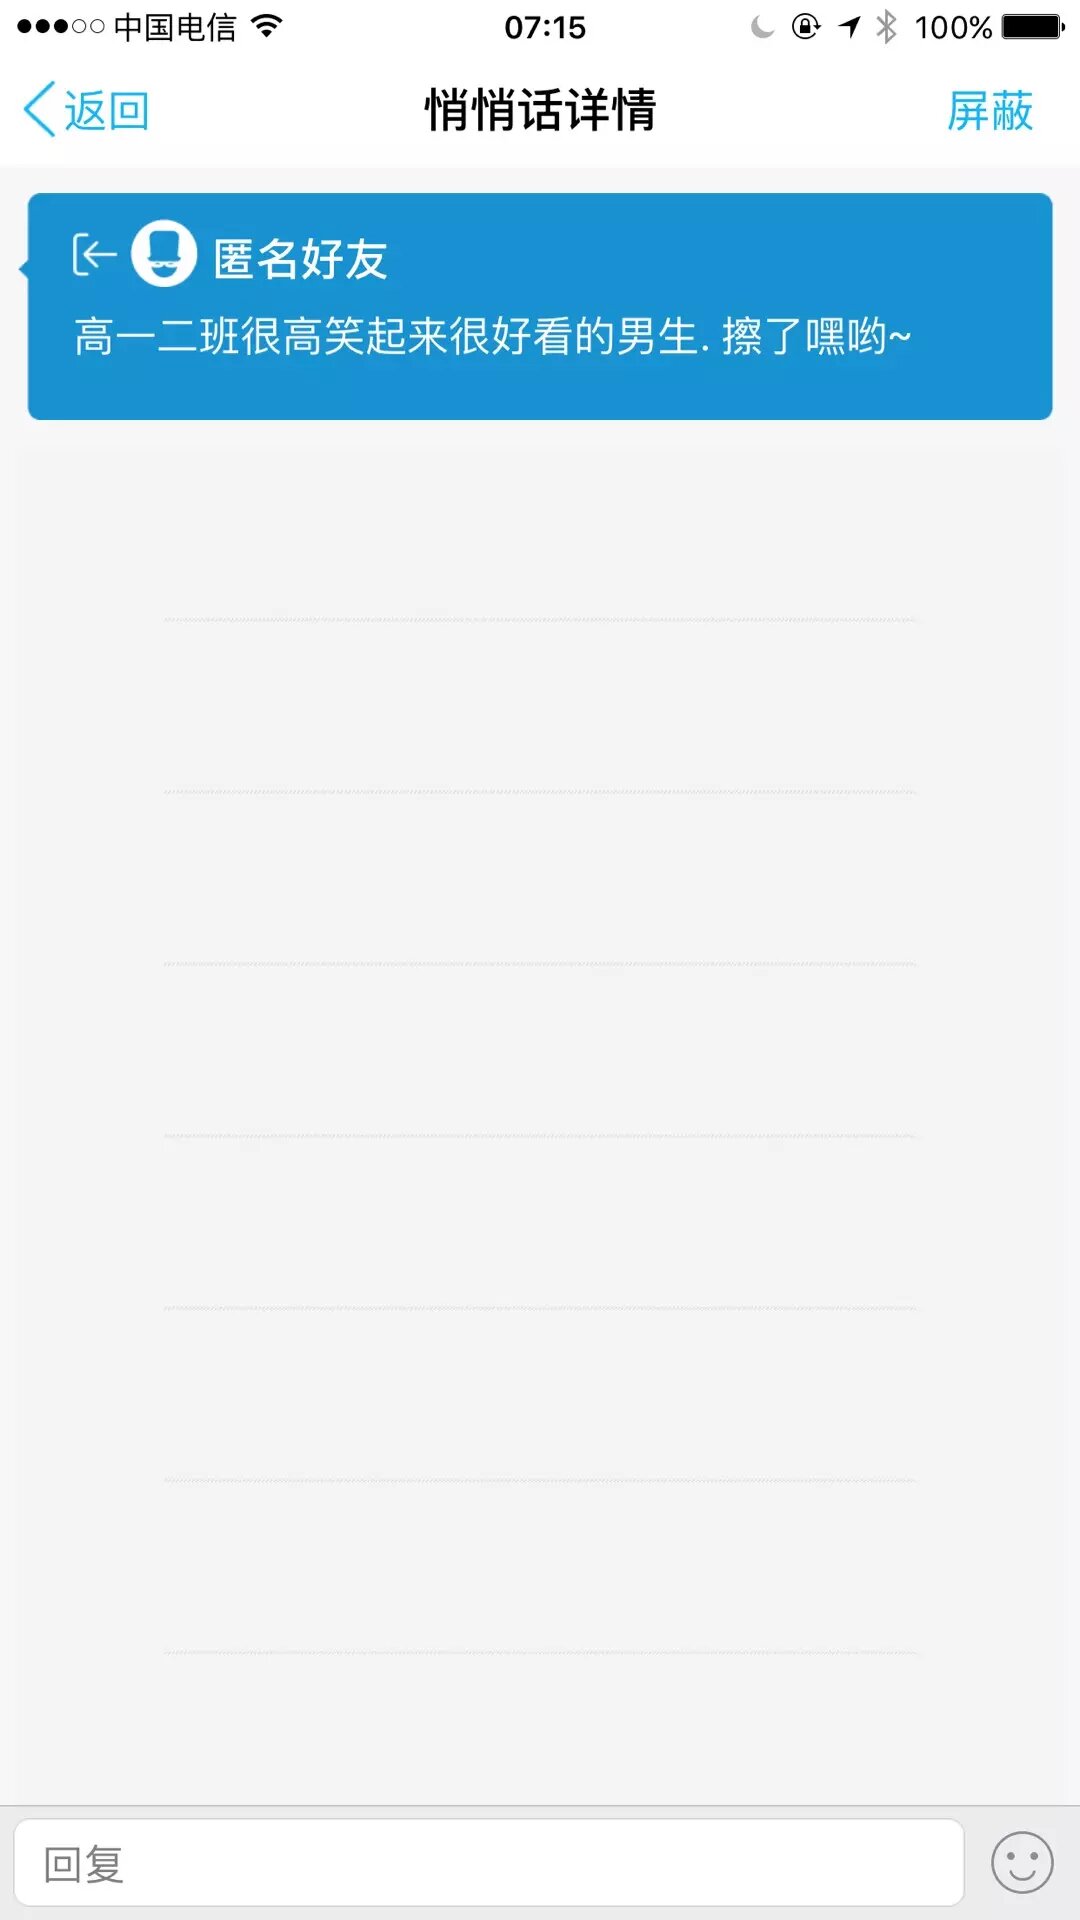 中国电信 07:15 100%
返回 悄悄话详情 屏蔽
匿名好友
高一二班很高笑起来很好看的男生. 擦了嘿哟~
回复